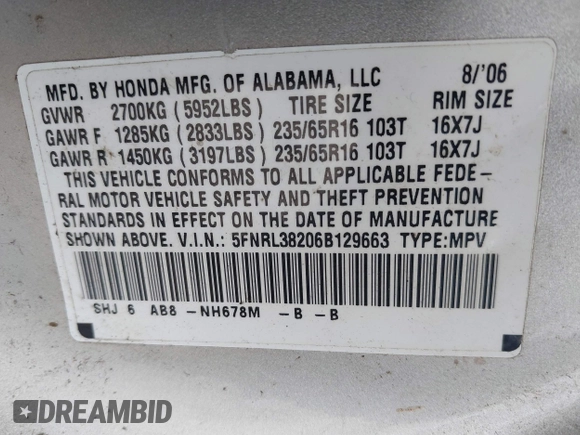 MFD. BY HONDA MFG. OF ALABAMA, LLC 8/'06
GVWR 2700KG (5952LBS) TIRE SIZE RIM SIZE
GAWR F 1285KG (2833LBS) 235/65R16 103T 16X7J
GAWR R 1450KG (3197LBS) 235/65R16 103T 16X7J
THIS VEHICLE CONFORMS TO ALL APPLICABLE FEDE-
RAL MOTOR VEHICLE SAFETY AND THEFT PREVENTION
STANDARDS IN EFFECT ON THE DATE OF MANUFACTURE
SHOWN ABOVE. V.I.N.: 5FNRL38206B129663 TYPE:MPV
SHJ 6 AB8 -NH678M -B -B
DREAMBID